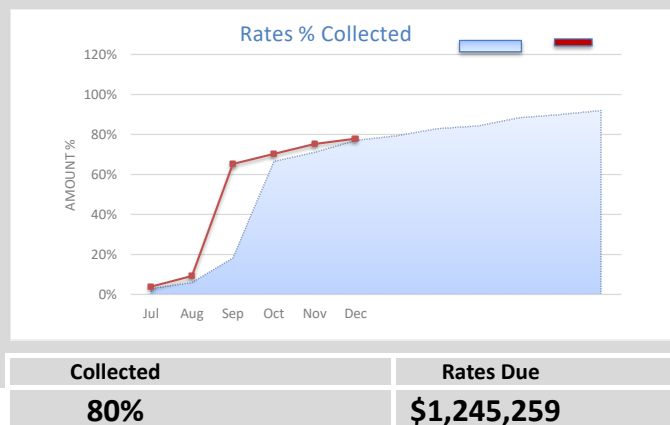 Rates % Collected
120%
100%
80%
60%
40%
20%
0%
AMOUNT %
Jul Aug Sep Oct Nov Dec
Collected Rates Due
80% $1,245,259